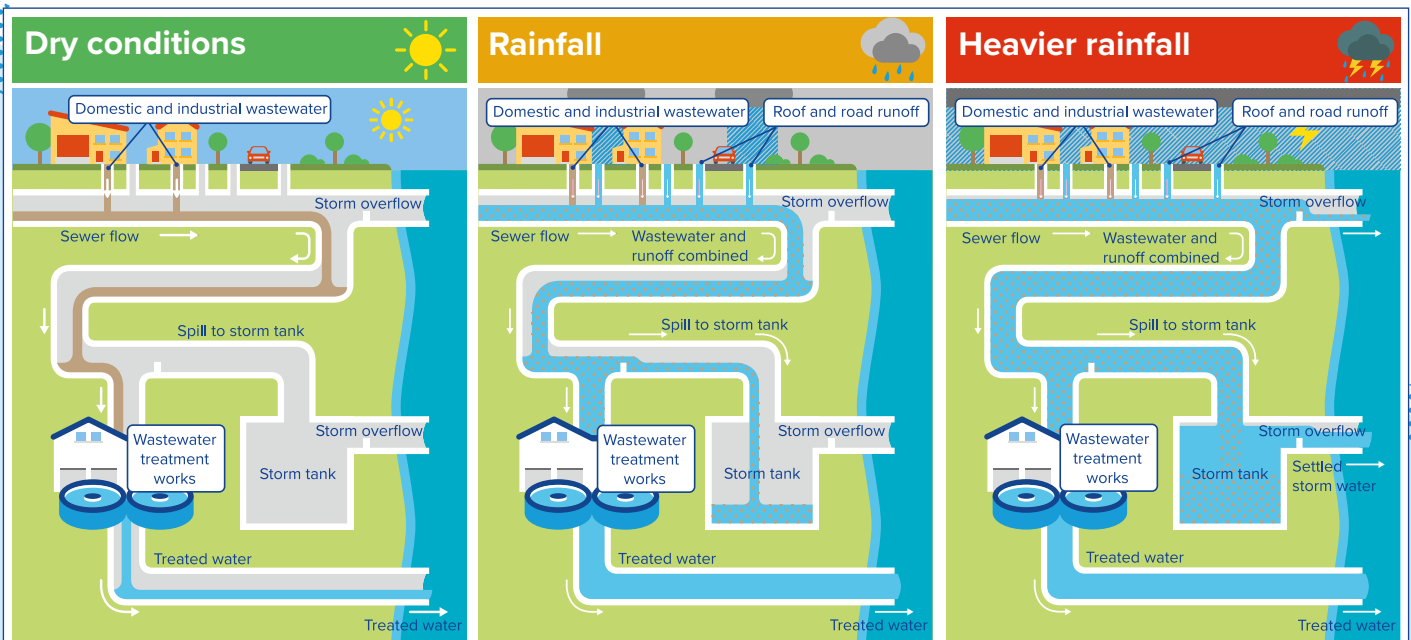 Dry conditions
Domestic and industrial wastewater
Storm overflow
Sewer flow
Spill to storm tank
Storm overflow
Wastewater
treatment
works
Storm tank
Treated water
Treated water
Rainfall
Domestic and industrial wastewater
Roof and road runoff
Storm overflow
Sewer flow
Wastewater and
runoff combined
Spill to storm tank
Storm overflow
Wastewater
treatment
works
Storm tank
Treated water
Treated water
Heavier rainfall
Domestic and industrial wastewater
Roof and road runoff
Storm overflow
Sewer flow
Wastewater and
runoff combined
Spill to storm tank
Storm overflow
Wastewater
treatment
works
Storm tank
Settled
storm water
Treated water
Treated water